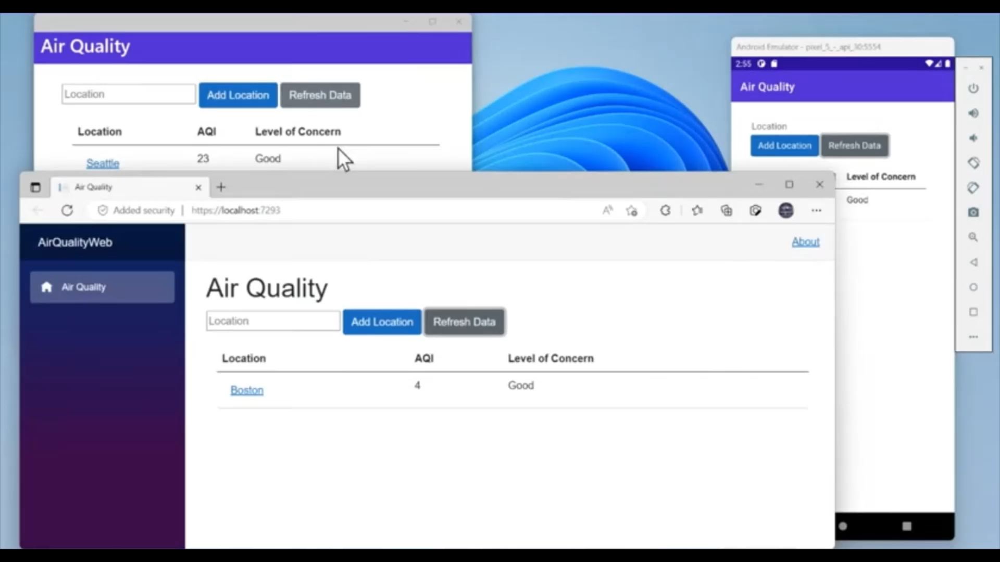 Air Quality
Location Add Location Refresh Data
Location AQI Level of Concern
Seattle 23 Good
Android Emulator - pixel_5_-_api_30:5554
2:55
Air Quality
Location
Add Location Refresh Data
Level of Concern
Good
Air Quality
Added security | https://localhost:7293
AirQualityWeb
About
Air Quality
Air Quality
Location Add Location Refresh Data
Location AQI Level of Concern
Boston 4 Good